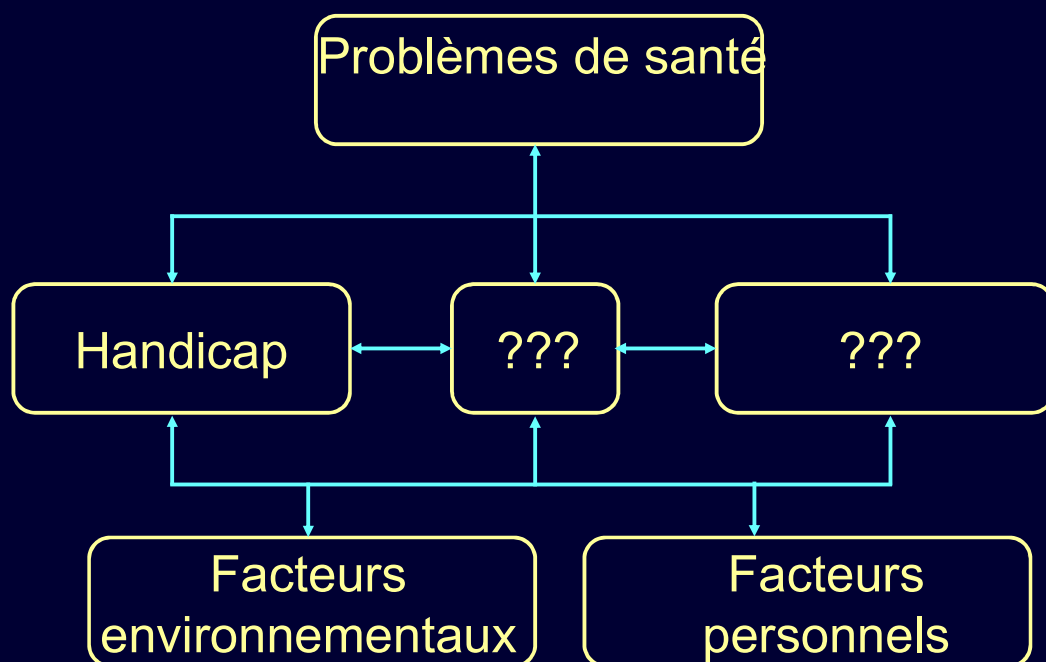 Problèmes de santé
Handicap
???
???
Facteurs
environnementaux
Facteurs
personnels